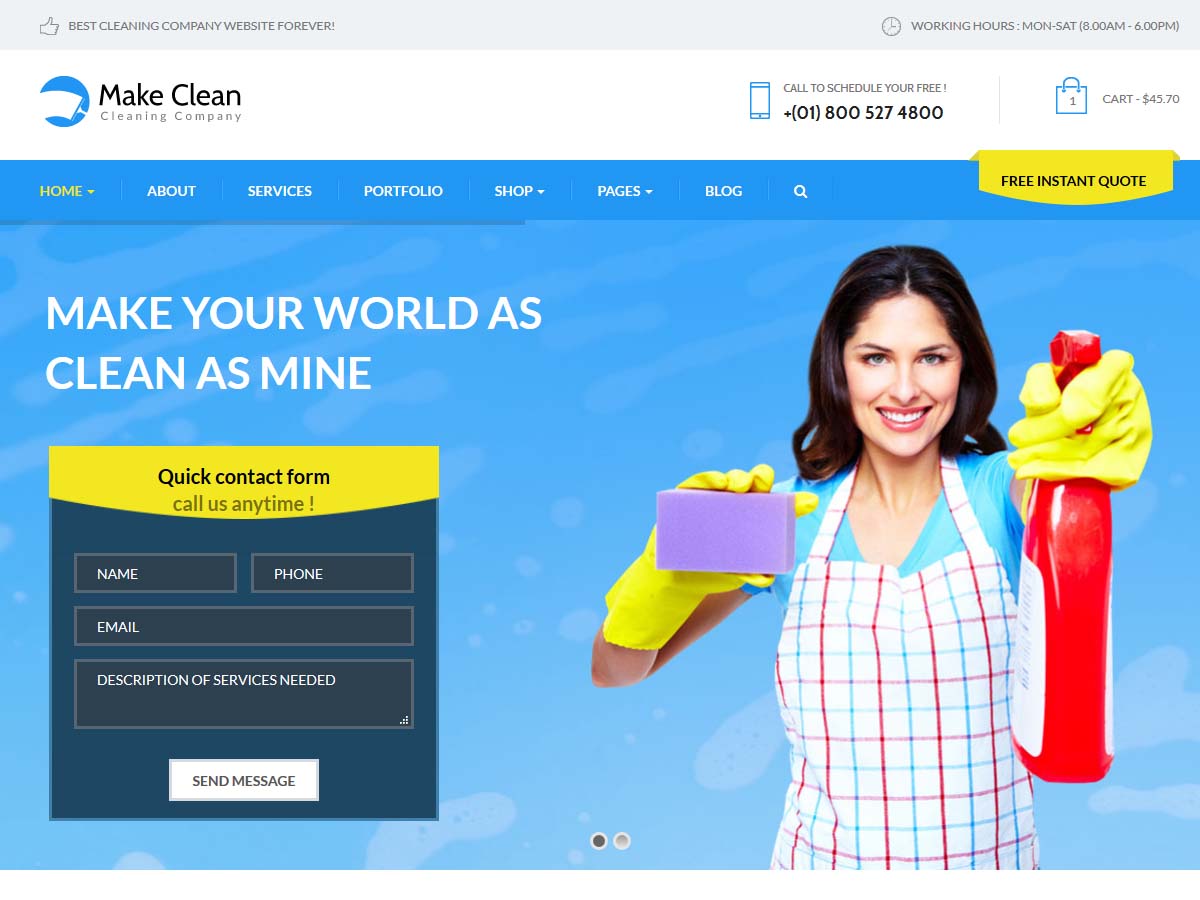 BEST CLEANING COMPANY WEBSITE FOREVER!
WORKING HOURS : MON-SAT (8.00AM - 6.00PM)
Make Clean
Cleaning Company
CALL TO SCHEDULE YOUR FREE !
+(01) 800 527 4800
1
CART - $45.70
HOME ABOUT SERVICES PORTFOLIO SHOP PAGES BLOG
FREE INSTANT QUOTE
MAKE YOUR WORLD AS
CLEAN AS MINE
Quick contact form
call us anytime !
NAME
PHONE
EMAIL
DESCRIPTION OF SERVICES NEEDED
SEND MESSAGE